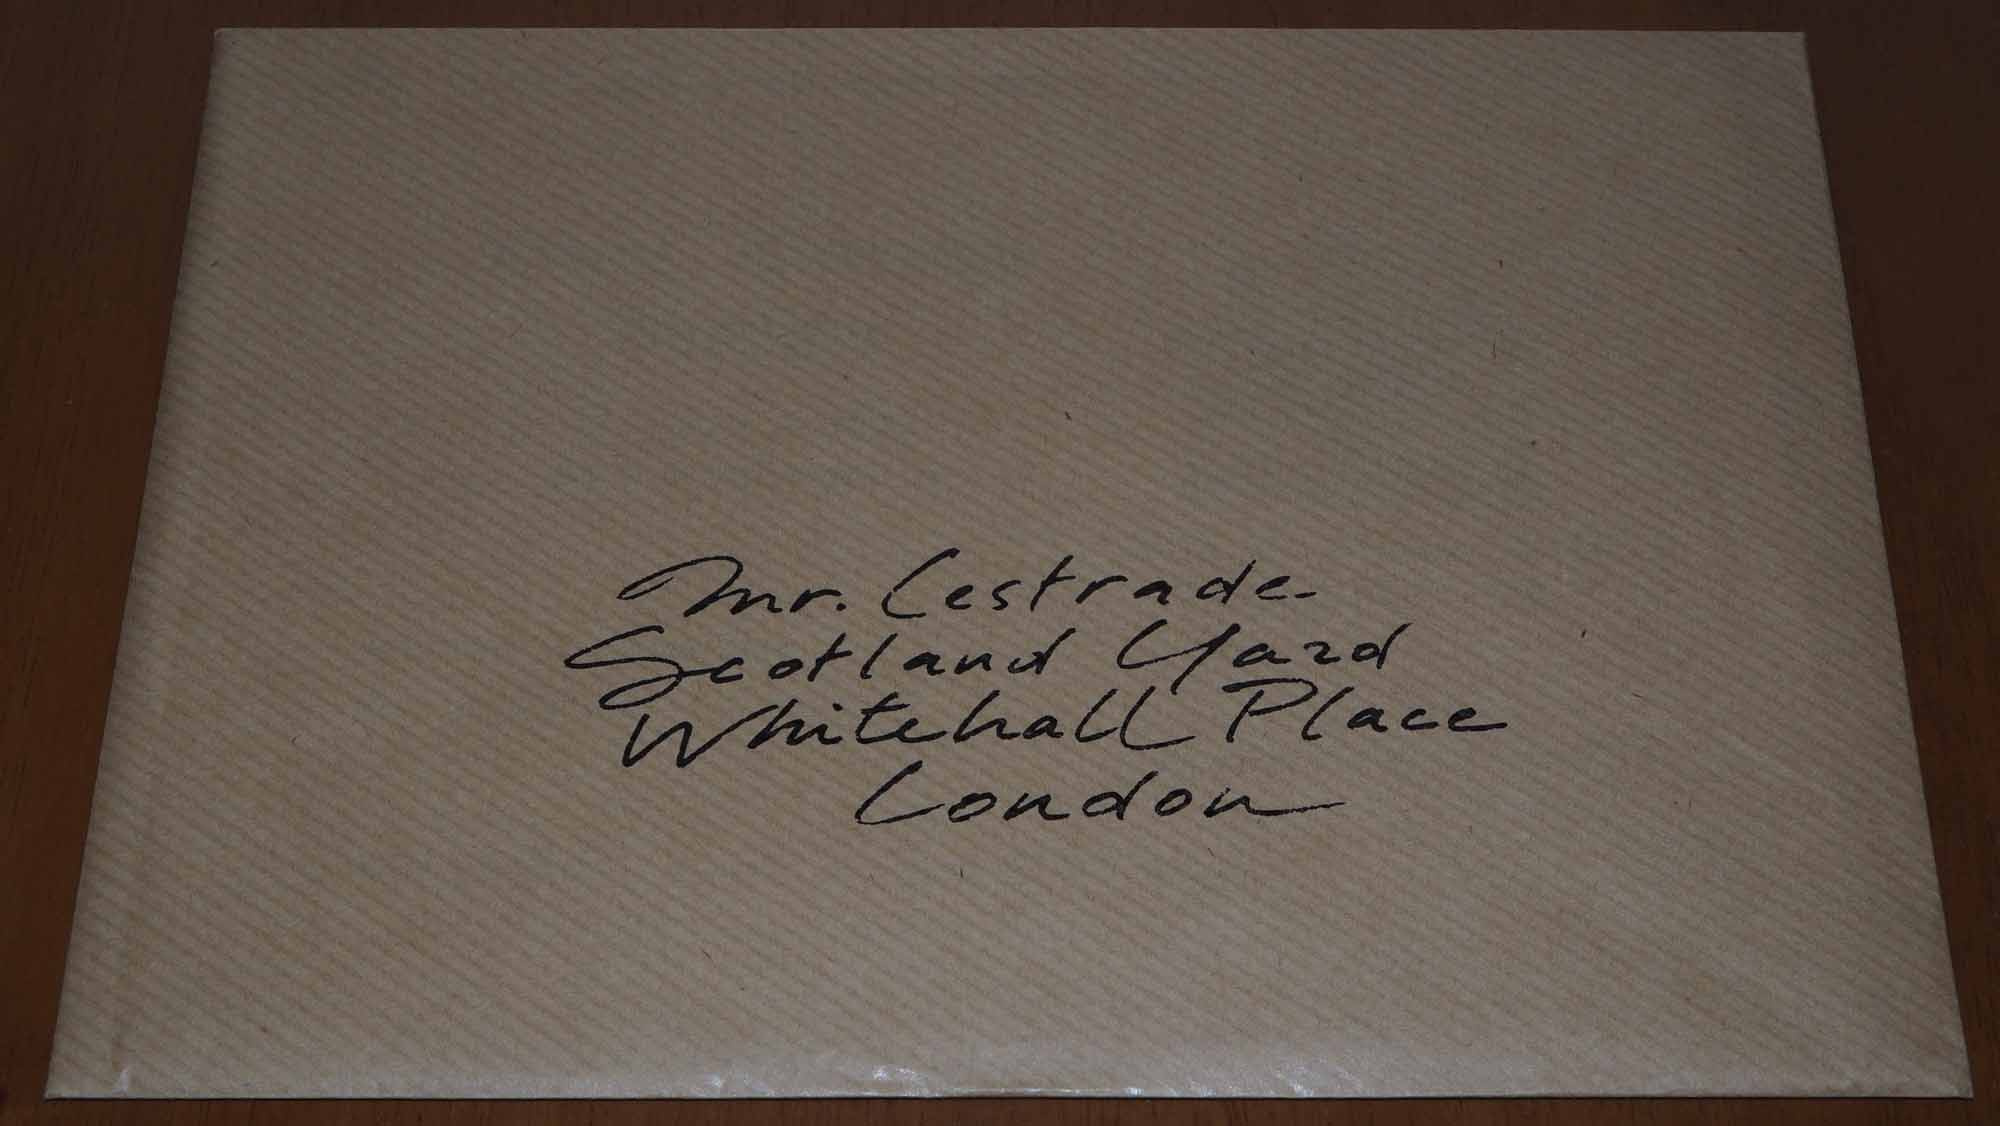 Mr. Lestrade
Scotland Yard
Whitehall Place
London